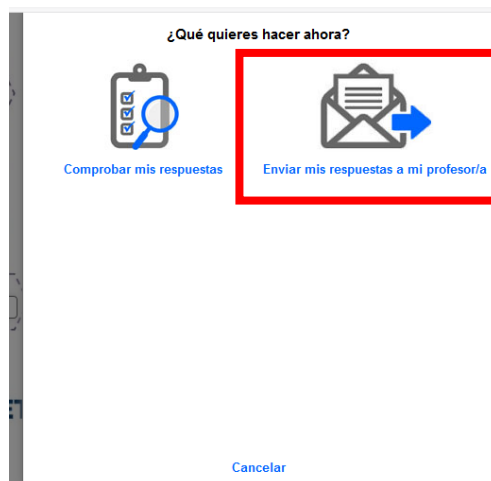 ¿Qué quieres hacer ahora?
Comprobar mis respuestas
Enviar mis respuestas a mi profesor/a
Cancelar